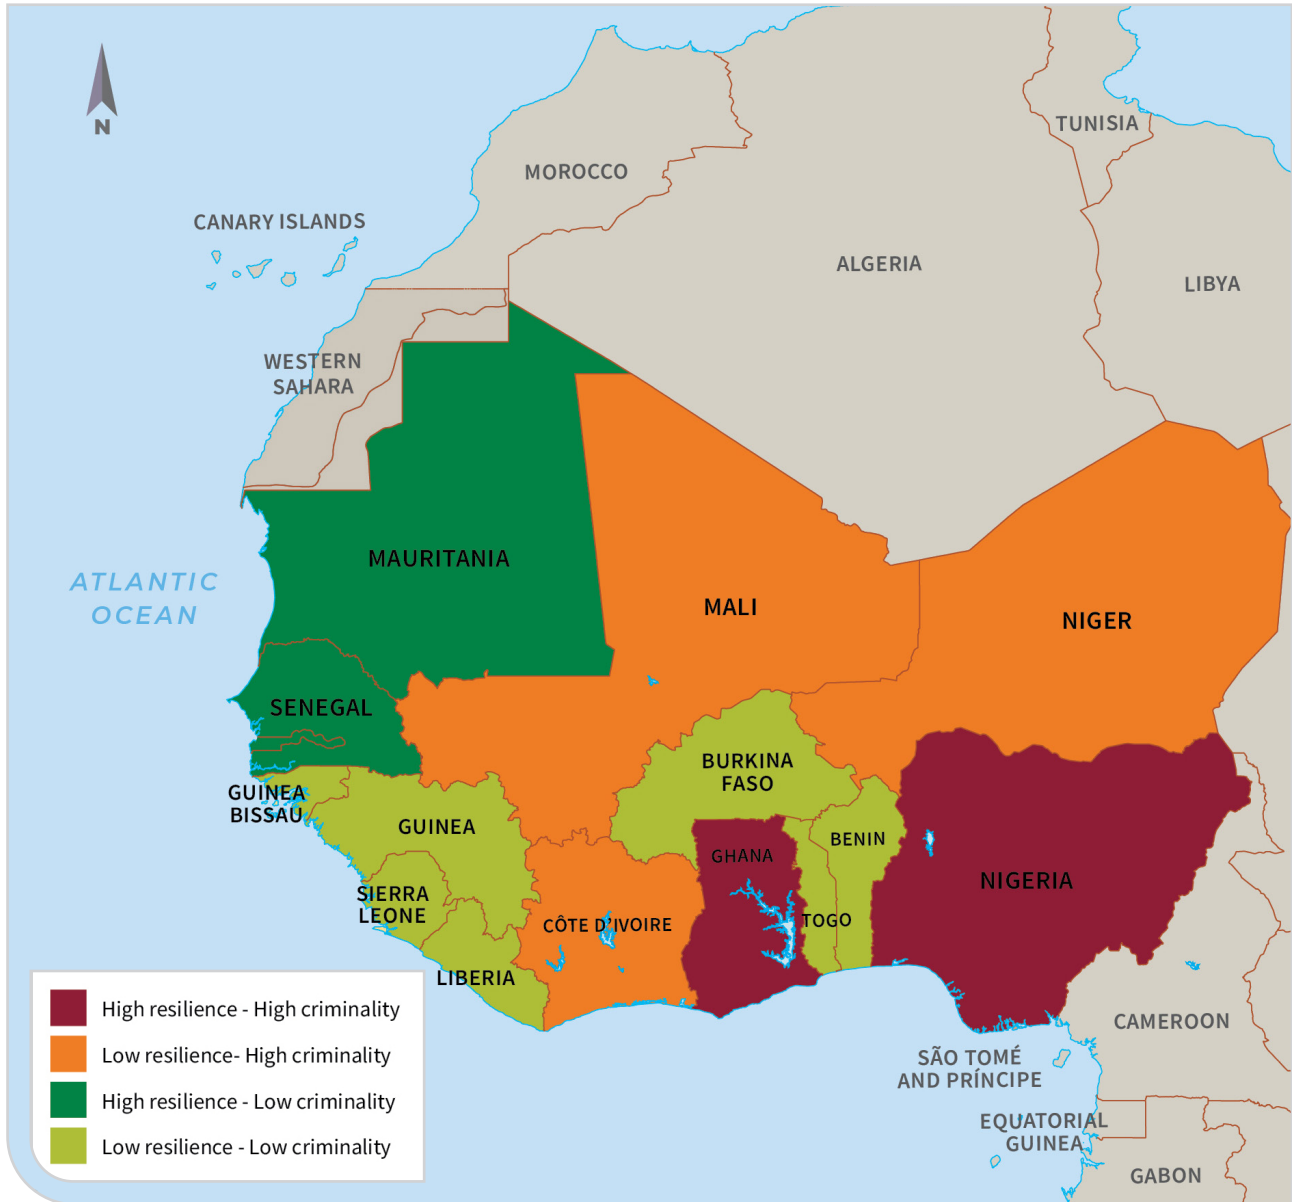 N
TUNISIA
MOROCCO
CANARY ISLANDS
ALGERIA
LIBYA
WESTERN
SAHARA
MAURITANIA
ATLANTIC
OCEAN
MALI
NIGER
SENEGAL
BURKINA
FASO
GUINEA
BISSAU
GUINEA
BENIN
GHANA
NIGERIA
SIERRA
LEONE
CÔTE D'IVOIRE
TOGO
LIBERIA
High resilience - High criminality
Low resilience- High criminality
High resilience - Low criminality
Low resilience - Low criminality
CAMEROON
SÃO TOMÉ
AND PRÍNCIPE
EQUATORIAL
GUINEA
GABON